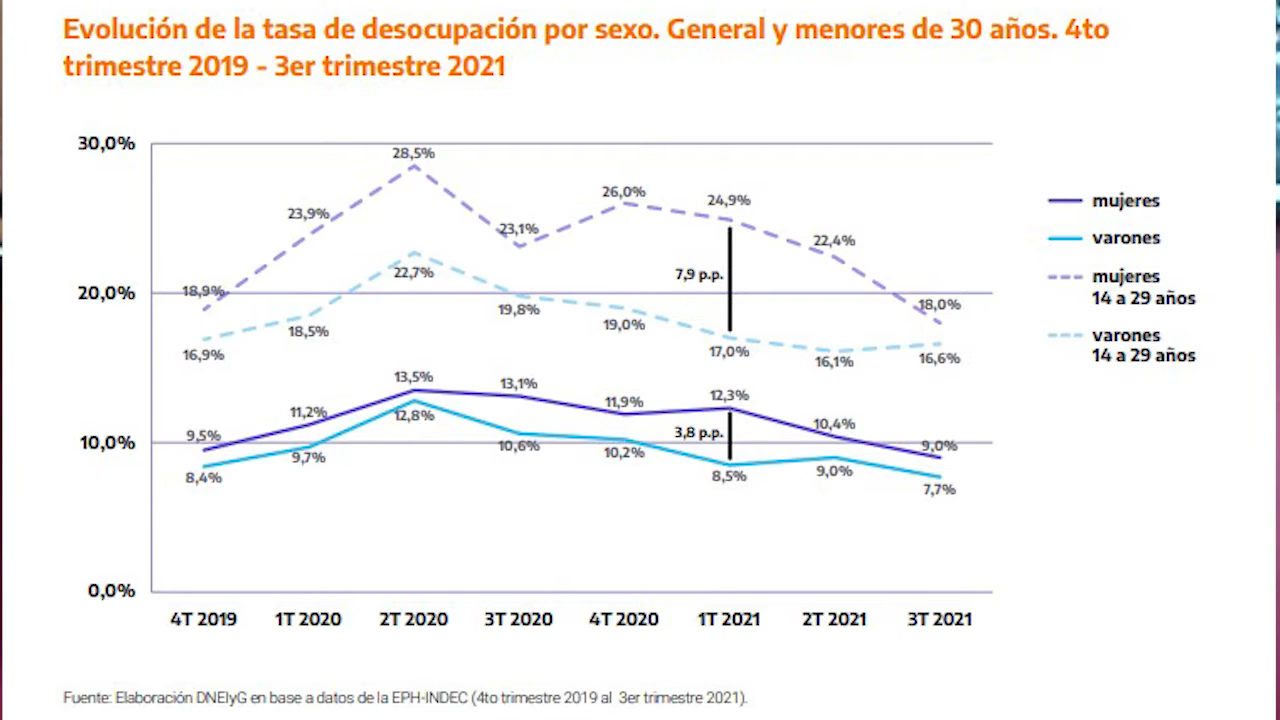 Evolución de la tasa de desocupación por sexo. General y menores de 30 años. 4to
trimestre 2019 - 3er trimestre 2021
30,0%
20,0%
10,0%
0,0%
18,9%
23,9%
28,5%
23,1%
26,0%
24,9%
22,4%
18,0%
16,9%
18,5%
22,7%
19,8%
19,0%
17,0%
16,1%
16,6%
7,9 p.p.
9,5%
11,2%
13,5%
13,1%
11,9%
12,3%
10,4%
9,0%
3,8 p.p.
8,4%
9,7%
12,8%
10,6%
10,2%
8,5%
9,0%
7,7%
4T 2019
1T 2020
2T 2020
3T 2020
4T 2020
1T 2021
2T 2021
3T 2021
mujeres
varones
mujeres
14 a 29 años
varones
14 a 29 años
Fuente: Elaboración DNEIyG en base a datos de la EPH-INDEC (4to trimestre 2019 al 3er trimestre 2021).